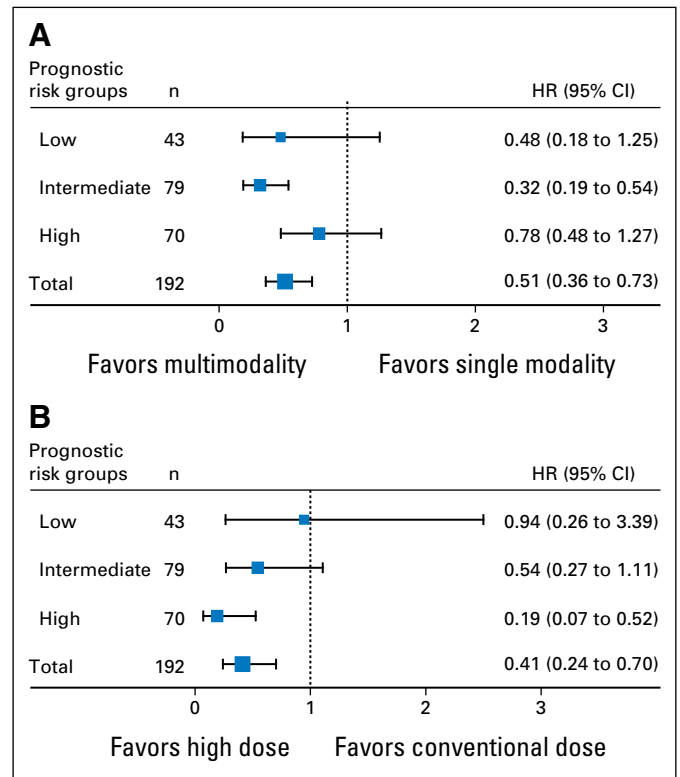 A
Prognostic
risk groups n HR (95% CI)
Low 43 0.48 (0.18 to 1.25)
Intermediate 79 0.32 (0.19 to 0.54)
High 70 0.78 (0.48 to 1.27)
Total 192 0.51 (0.36 to 0.73)
0 1 2 3
Favors multimodality Favors single modality
B
Prognostic
risk groups n HR (95% CI)
Low 43 0.94 (0.26 to 3.39)
Intermediate 79 0.54 (0.27 to 1.11)
High 70 0.19 (0.07 to 0.52)
Total 192 0.41 (0.24 to 0.70)
0 1 2 3
Favors high dose Favors conventional dose